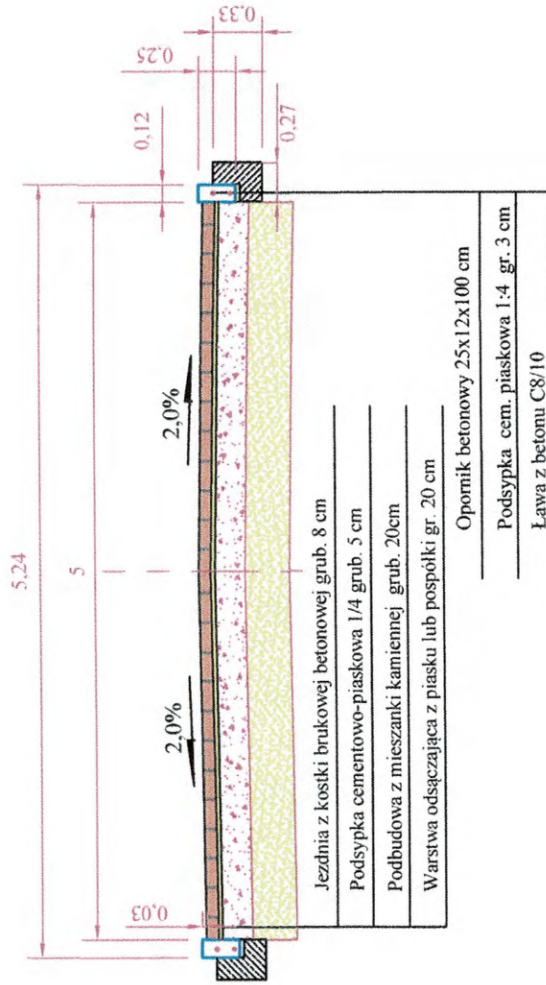 5,24
5
0,12
0,25
0,33
0,27
0,03
2,0%
2,0%
Jezdnia z kostki brukowej betonowej grub. 8 cm
Podsypka cementowo-piaskowa 1/4 grub. 5 cm
Podbudowa z mieszanki kamiennej grub. 20cm
Warstwa odsączająca z piasku lub pospółki gr. 20 cm
Opornik betonowy 25x12x100 cm
Podsypka cem. piaskowa 1:4 gr. 3 cm
Ława z betonu C8/10